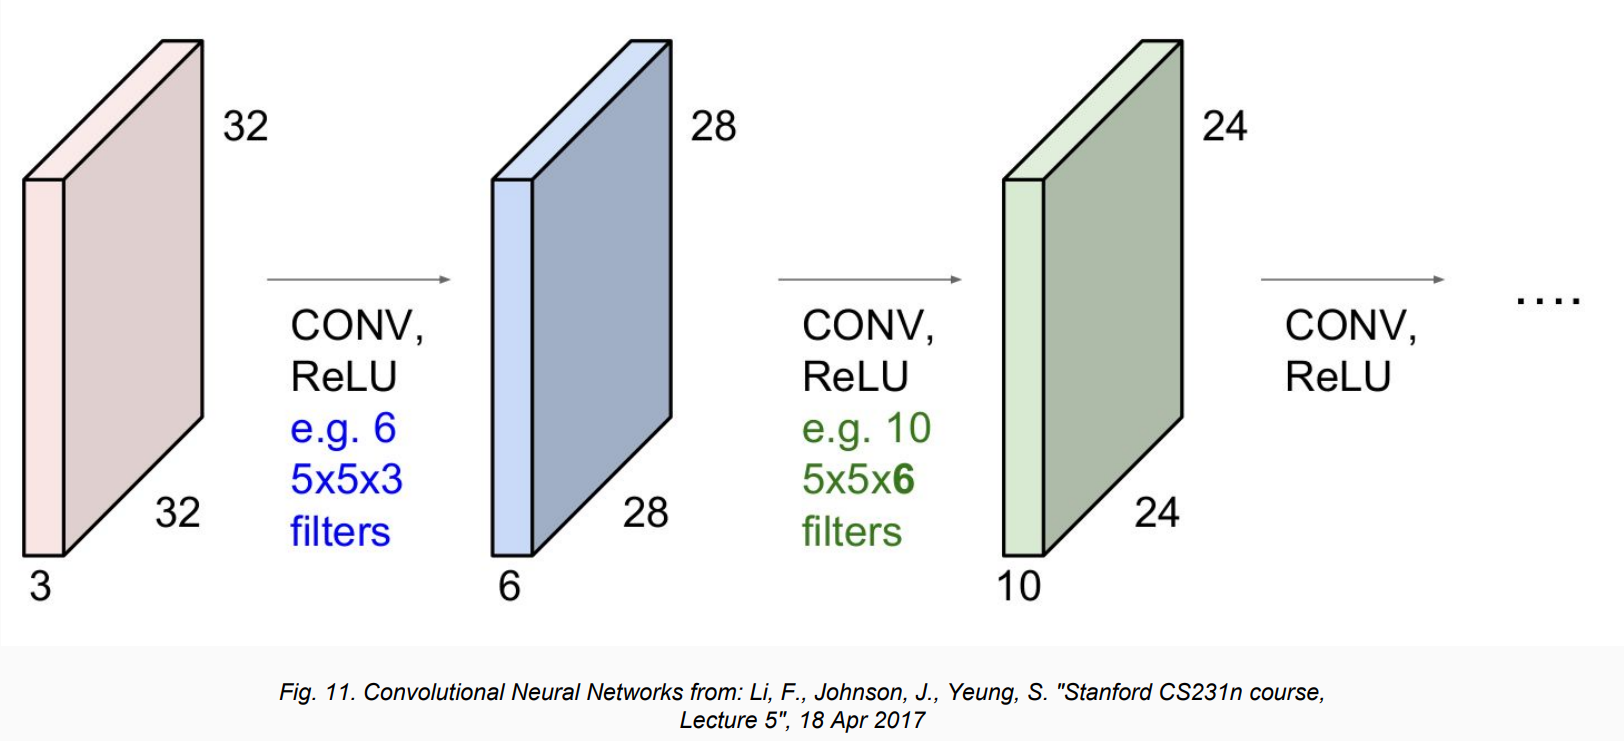 32
32
3
CONV,
ReLU
e.g. 6
5x5x3
filters
28
28
6
CONV,
ReLU
e.g. 10
5x5x6
filters
24
24
10
CONV,
ReLU
....
Fig. 11. Convolutional Neural Networks from: Li, F., Johnson, J., Yeung, S. "Stanford CS231n course,
Lecture 5", 18 Apr 2017